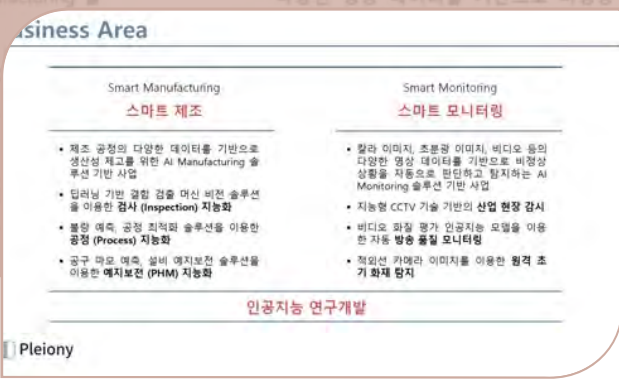 usiness Area
Smart Manufacturing
스마트 제조
• 제조 공정의 다양한 데이터를 기반으로
생산성 제고를 위한 AI Manufacturing 솔
루션 기반 사업
• 딥러닝 기반 결함 검출 머신 비전 솔루션
을 이용한 검사 (Inspection) 지능화
• 불량 예측, 공정 최적화 솔루션을 이용한
공정 (Process) 지능화
• 공구 마모 예측, 설비 예지보전 솔루션을
이용한 예지보전 (PHM) 지능화
Smart Monitoring
스마트 모니터링
• 칼라 이미지, 초분광 이미지, 비디오 등의
다양한 영상 데이터를 기반으로 비정상
상황을 자동으로 판단하고 탐지하는 AI
Monitoring 솔루션 기반 사업
• 지능형 CCTV 기술 기반의 산업 현장 감시
• 비디오 화질 평가 인공지능 모델을 이용
한 자동 방송 품질 모니터링
• 적외선 카메라 이미지를 이용한 원격 초
기 화재 탐지
인공지능 연구개발
Pleiony